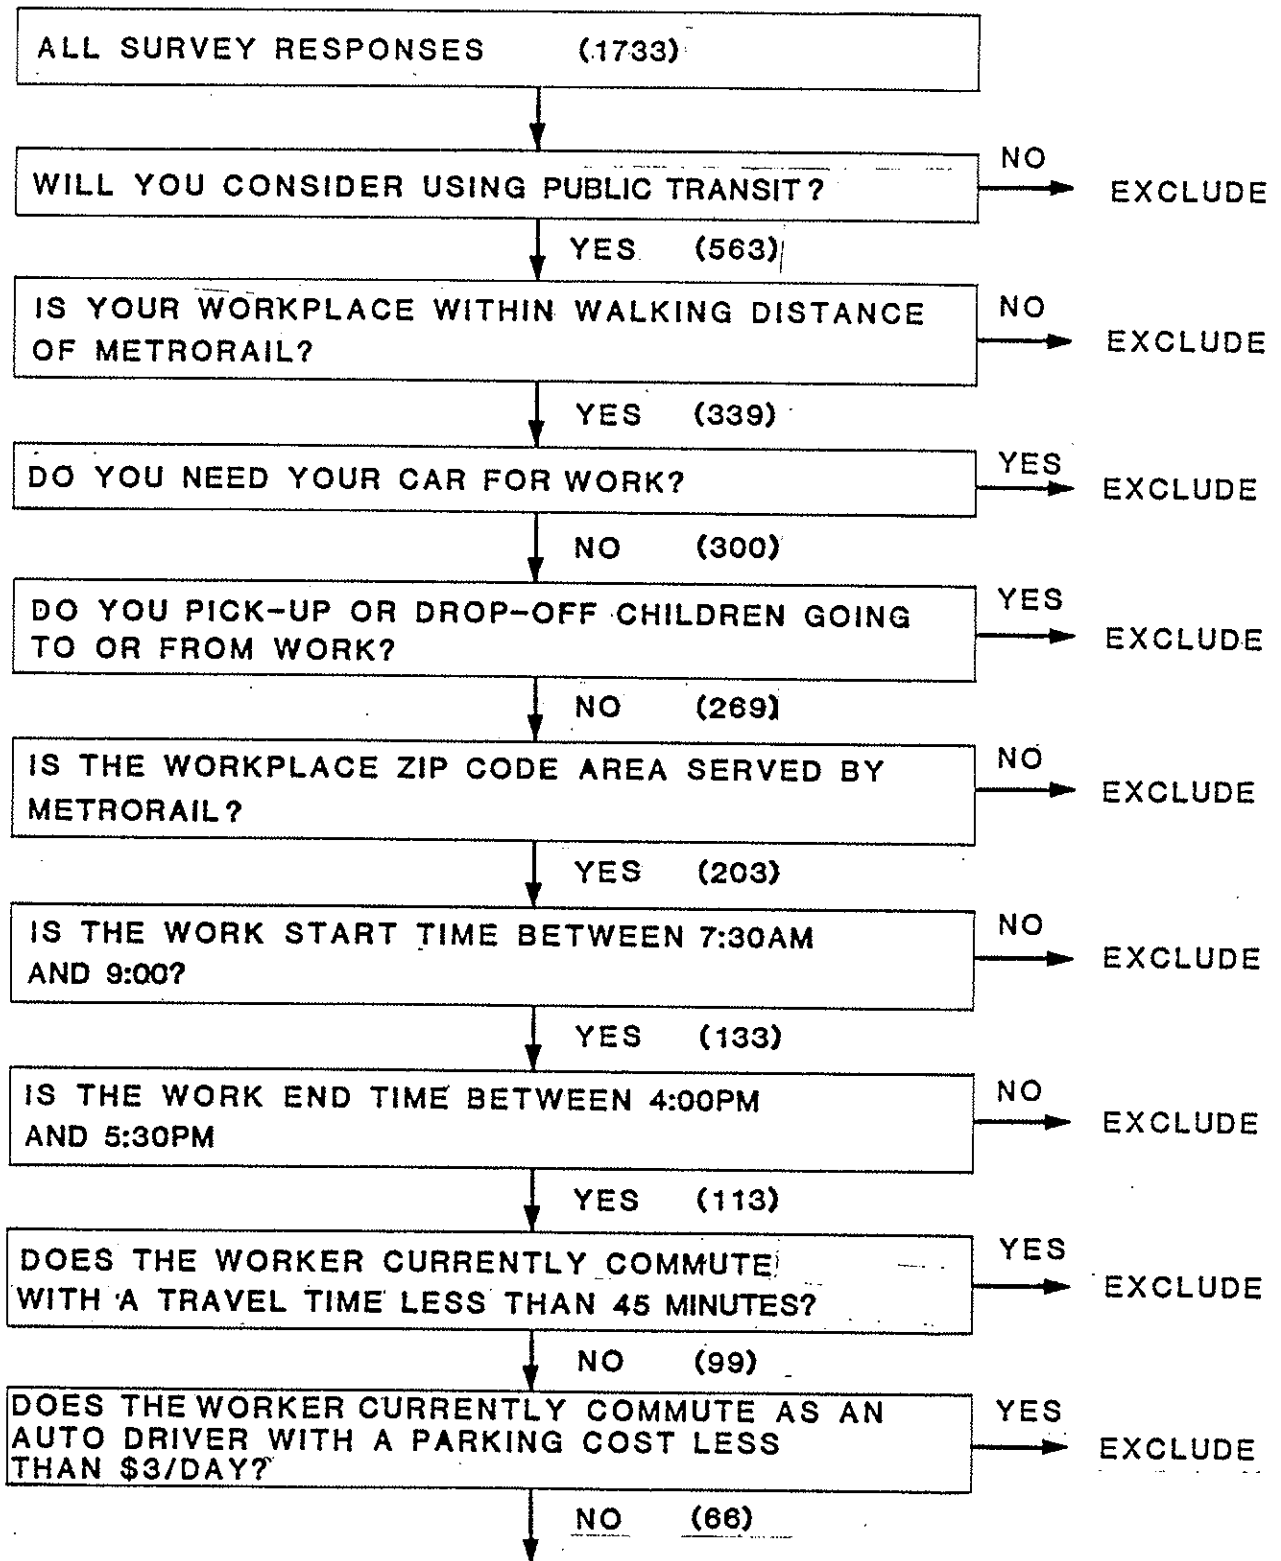 ALL SURVEY RESPONSES (1733)
WILL YOU CONSIDER USING PUBLIC TRANSIT?
NO
EXCLUDE
YES (563)
IS YOUR WORKPLACE WITHIN WALKING DISTANCE
OF METRORAIL?
NO
EXCLUDE
YES (339)
DO YOU NEED YOUR CAR FOR WORK?
YES
EXCLUDE
NO (300)
DO YOU PICK-UP OR DROP-OFF CHILDREN GOING
TO OR FROM WORK?
YES
EXCLUDE
NO (269)
IS THE WORKPLACE ZIP CODE AREA SERVED BY
METRORAIL?
NO
EXCLUDE
YES (203)
IS THE WORK START TIME BETWEEN 7:30AM
AND 9:00?
NO
EXCLUDE
YES (133)
IS THE WORK END TIME BETWEEN 4:00PM
AND 5:30PM
NO
EXCLUDE
YES (113)
DOES THE WORKER CURRENTLY COMMUTE
WITH A TRAVEL TIME LESS THAN 45 MINUTES?
YES
EXCLUDE
NO (99)
DOES THE WORKER CURRENTLY COMMUTE AS AN
AUTO DRIVER WITH A PARKING COST LESS
THAN $3/DAY?
YES
EXCLUDE
NO (66)